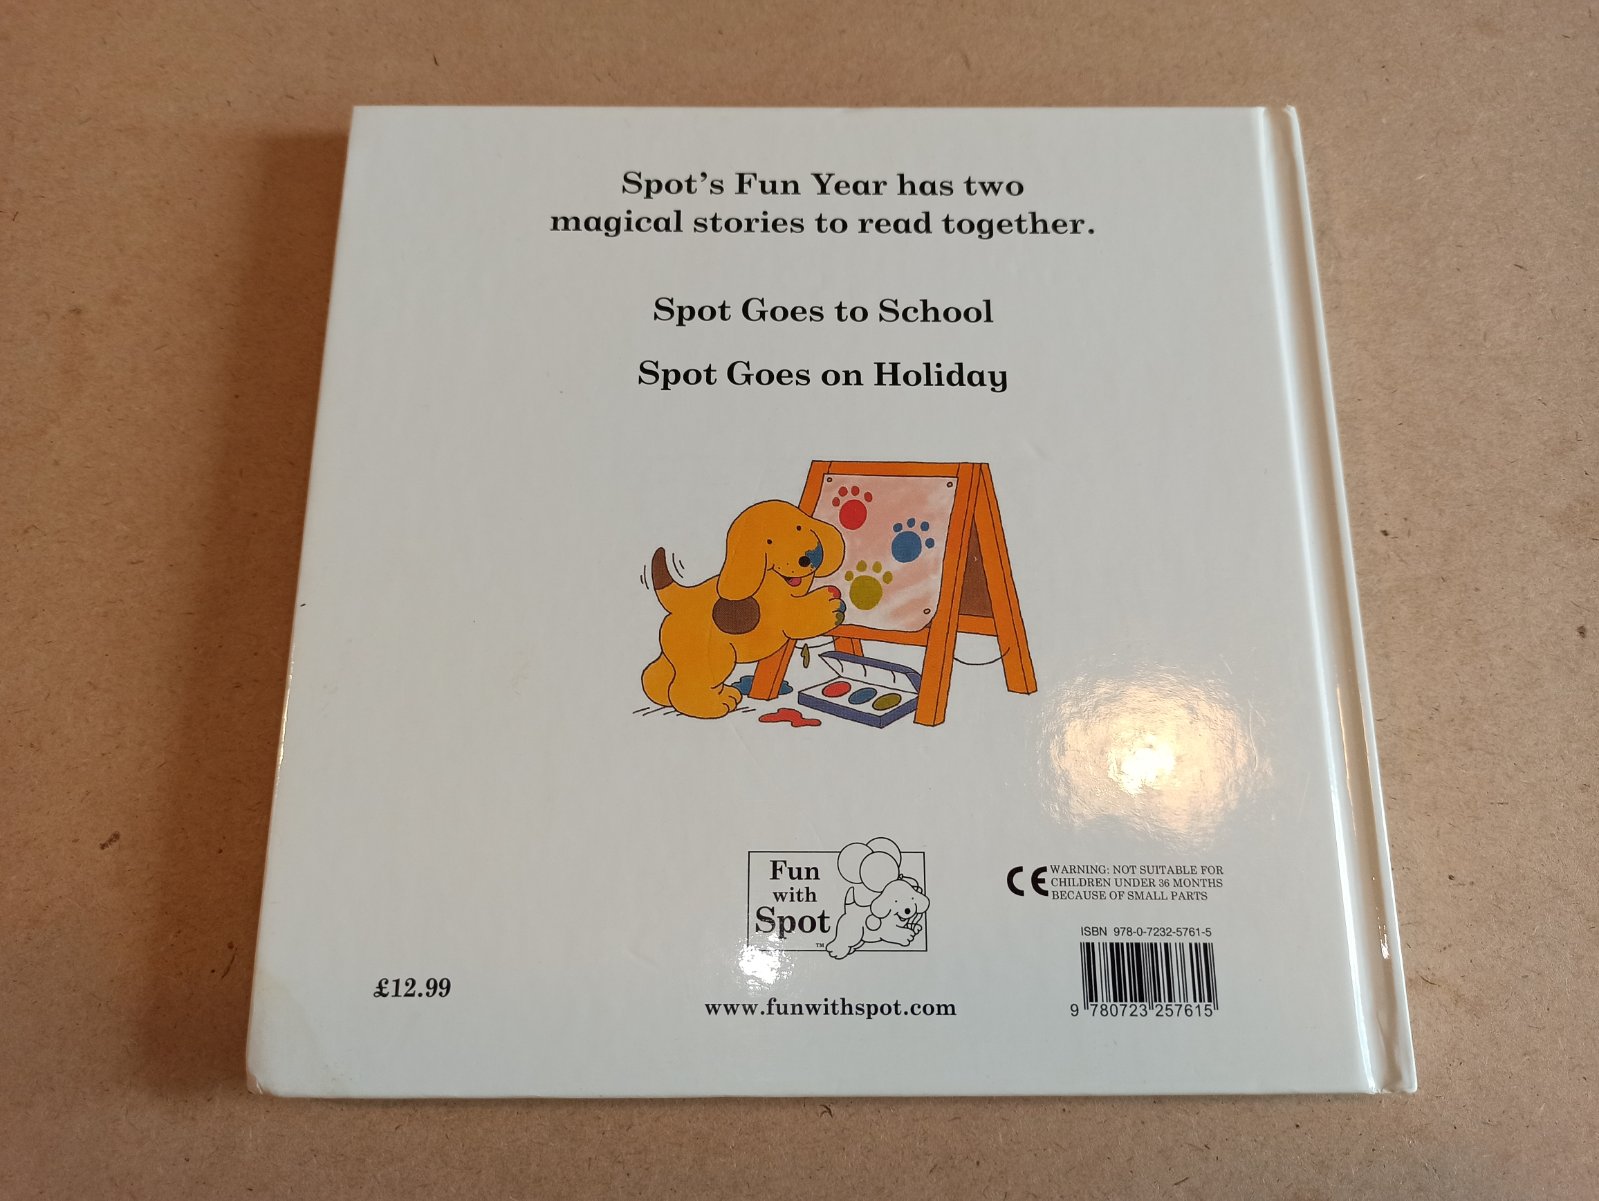 Spot's Fun Year has two
magical stories to read together.
Spot Goes to School
Spot Goes on Holiday
Fun
with
Spot
™
CE
WARNING: NOT SUITABLE FOR
CHILDREN UNDER 36 MONTHS
BECAUSE OF SMALL PARTS
ISBN 978-0-7232-5761-5
9 780723 257615
£12.99
www.funwithspot.com